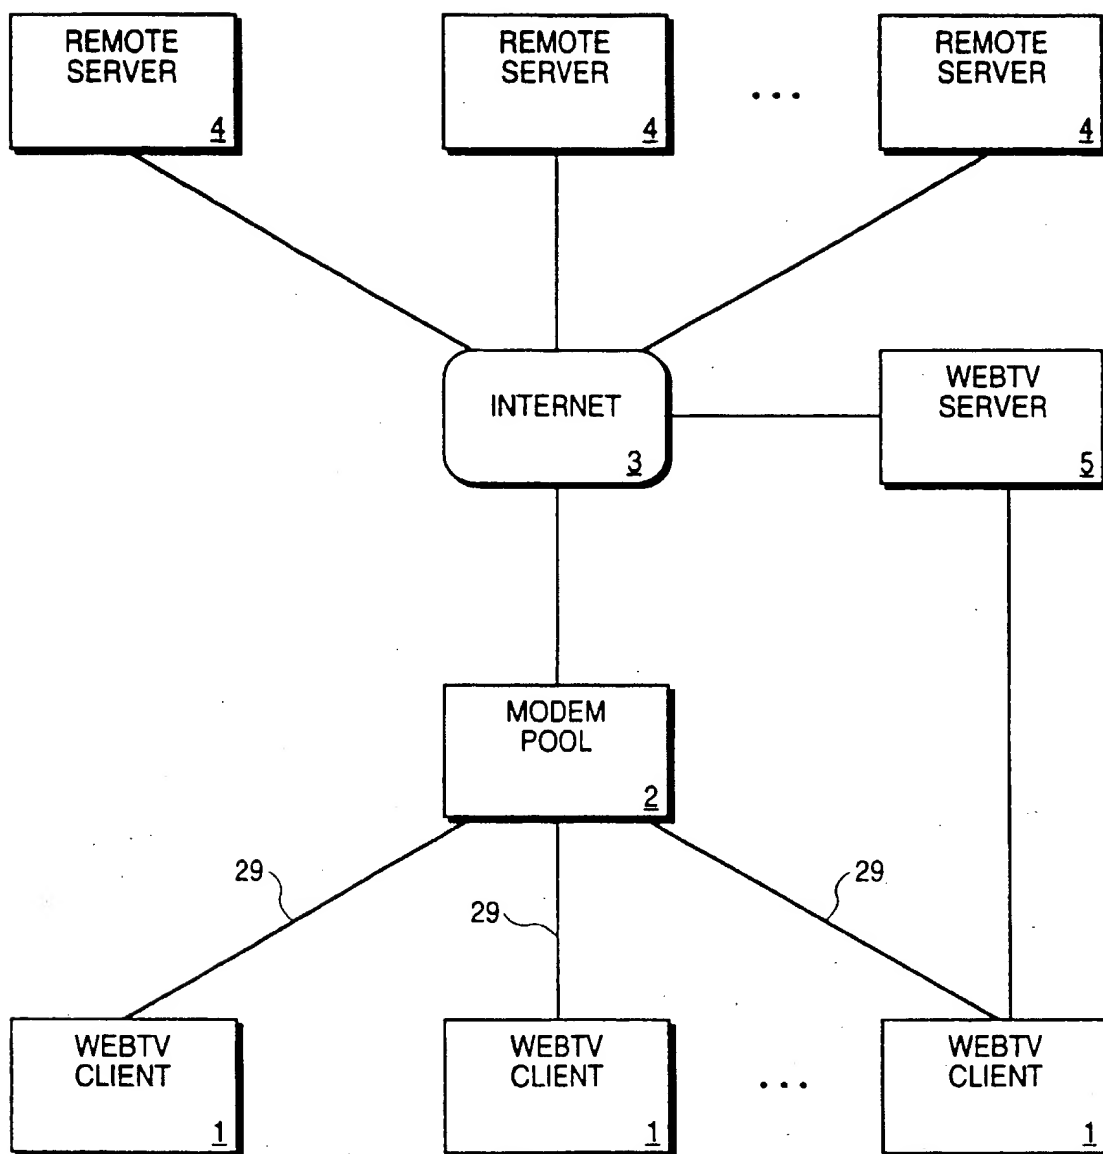 REMOTE
SERVER
4
REMOTE
SERVER
4
...
REMOTE
SERVER
4
INTERNET
3
WEBTV
SERVER
5
MODEM
POOL
2
29
29
29
WEBTV
CLIENT
1
WEBTV
CLIENT
1
...
WEBTV
CLIENT
1